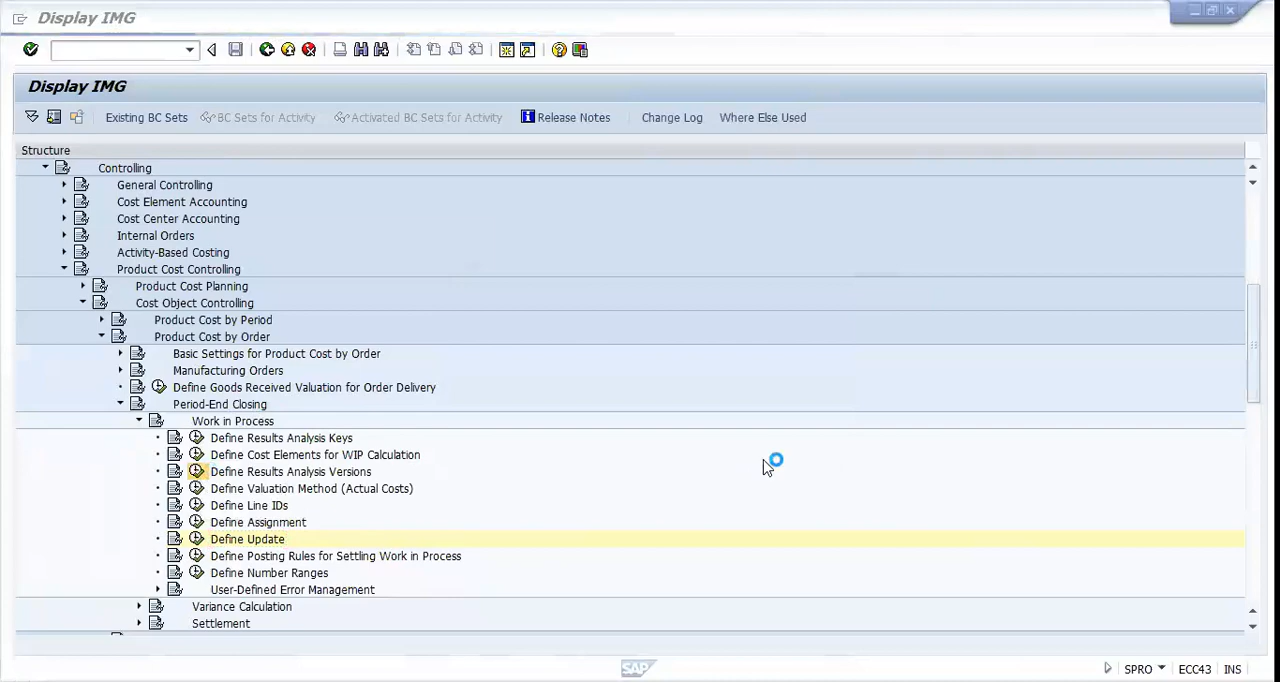 Display IMG
Display IMG
Existing BC Sets BC Sets for Activity Activated BC Sets for Activity Release Notes Change Log Where Else Used
Structure
Controlling
General Controlling
Cost Element Accounting
Cost Center Accounting
Internal Orders
Activity-Based Costing
Product Cost Controlling
Product Cost Planning
Cost Object Controlling
Product Cost by Period
Product Cost by Order
Basic Settings for Product Cost by Order
Manufacturing Orders
Define Goods Received Valuation for Order Delivery
Period-End Closing
Work in Process
Define Results Analysis Keys
Define Cost Elements for WIP Calculation
Define Results Analysis Versions
Define Valuation Method (Actual Costs)
Define Line IDs
Define Assignment
Define Update
Define Posting Rules for Settling Work in Process
Define Number Ranges
User-Defined Error Management
Variance Calculation
Settlement
SAP SPRO ECC43 INS